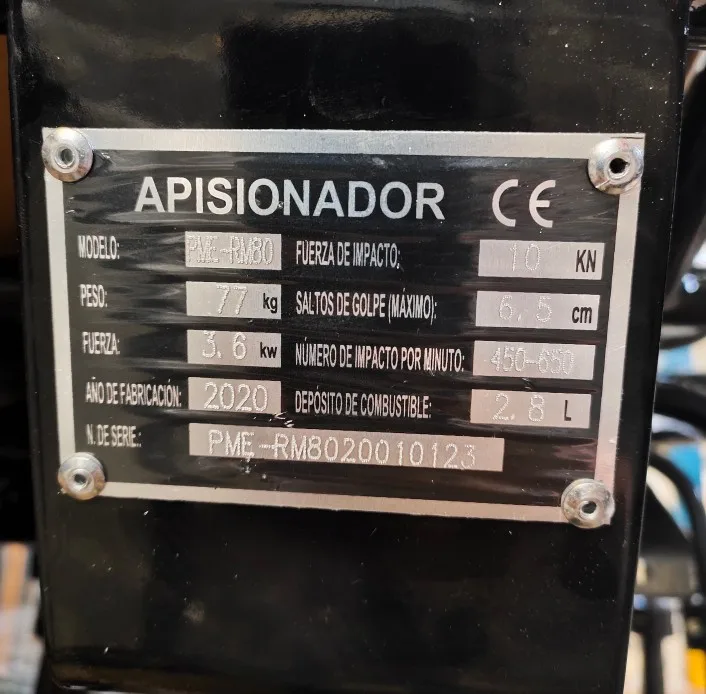 APISIONADOR CE
MODELO: PME-RM80 FUERZA DE IMPACTO: 10 KN
PESO: 77 kg SALTOS DE GOLPE (MÁXIMO): 6.5 cm
FUERZA: 3.6 kw NÚMERO DE IMPACTO POR MINUTO: 450-650
AÑO DE FABRICACIÓN: 2020 DEPÓSITO DE COMBUSTIBLE: 2.8 L
N. DE SERIE.: PME-RM8020010123